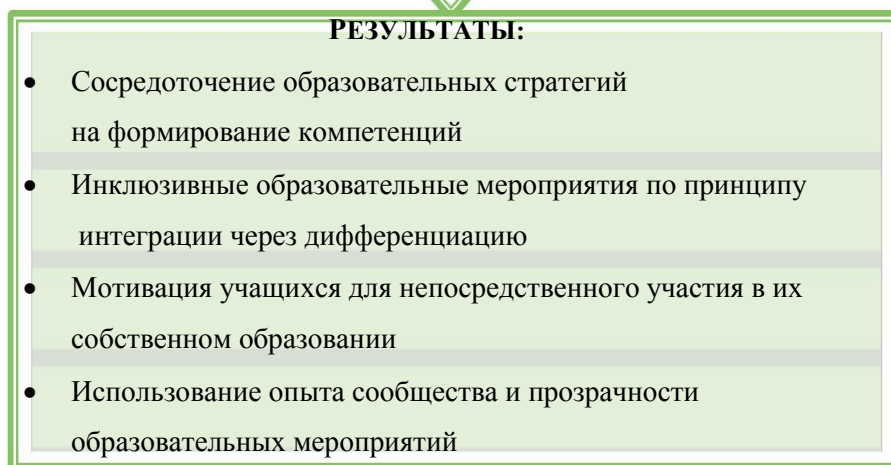 РЕЗУЛЬТАТЫ:
• Сосредоточение образовательных стратегий
на формирование компетенций
• Инклюзивные образовательные мероприятия по принципу
интеграции через дифференциацию
• Мотивация учащихся для непосредственного участия в их
собственном образовании
• Использование опыта сообщества и прозрачности
образовательных мероприятий